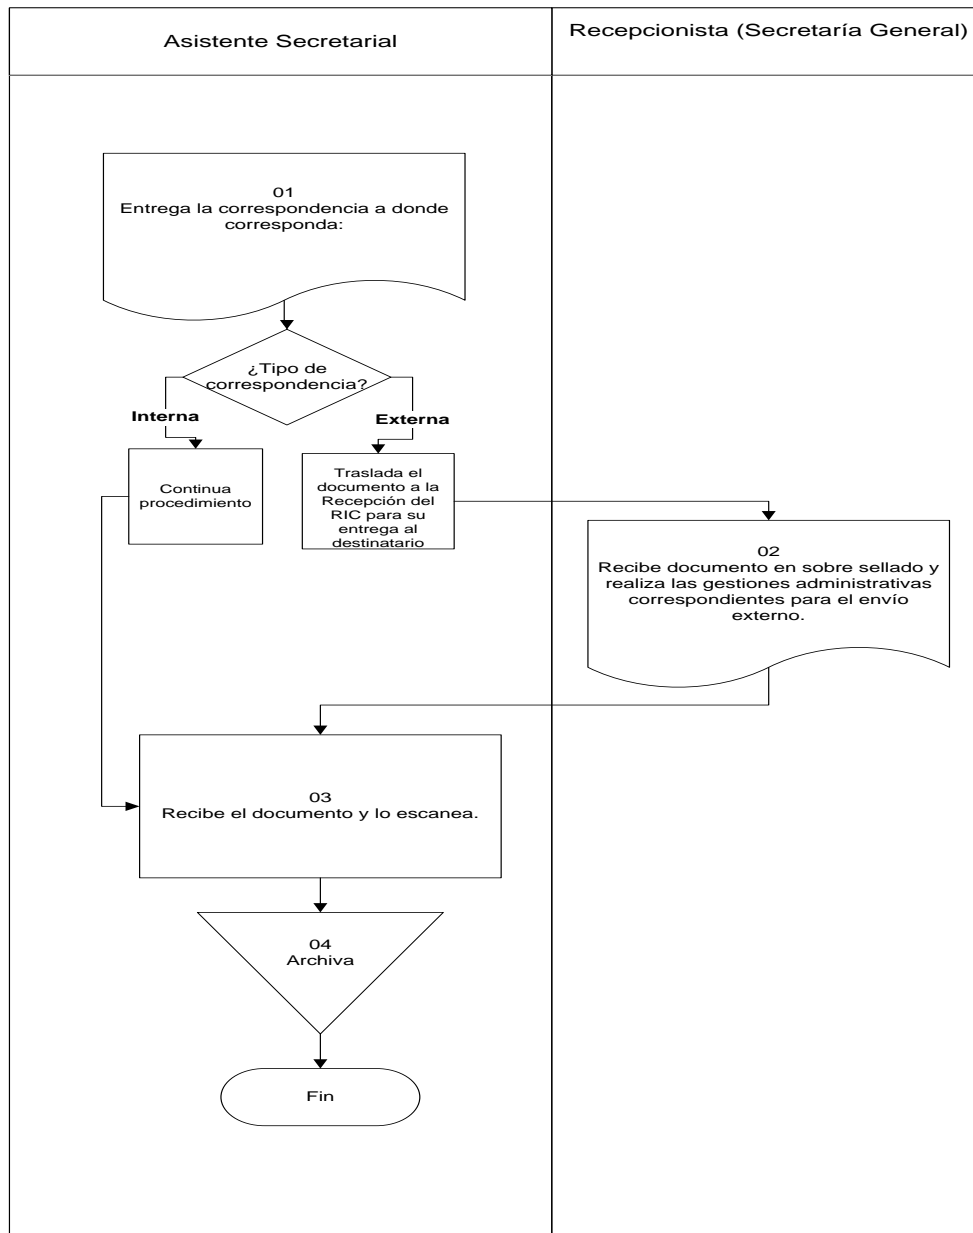 Asistente Secretarial
Recepcionista (Secretaría General)
01
Entrega la correspondencia a donde
corresponda:
¿Tipo de
correspondencia?
Interna
Externa
Continua
procedimiento
Traslada el
documento a la
Recepción del
RIC para su
entrega al
destinatario
02
Recibe documento en sobre sellado y
realiza las gestiones administrativas
correspondientes para el envío
externo.
03
Recibe el documento y lo escanea.
04
Archiva
Fin